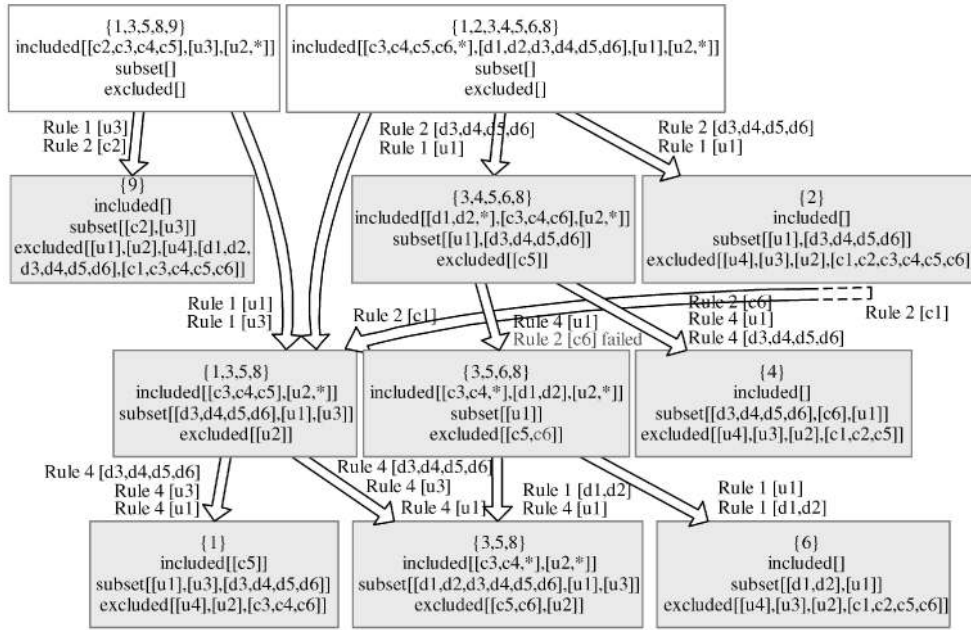 {1,3,5,8,9}
included[[c2,c3,c4,c5],[u3],[u2,*]]
subset[]
excluded[]
{1,2,3,4,5,6,8}
included[[c3,c4,c5,c6,*],[d1,d2,d3,d4,d5,d6],[u1],[u2,*]]
subset[]
excluded[]
Rule 1 [u3]
Rule 2 [c2]
Rule 2 [d3,d4,d5,d6]
Rule 1 [u1]
Rule 2 [d3,d4,d5,d6]
Rule 1 [u1]
{9}
included[]
subset[[c2],[u3]]
excluded[[u1],[u2],[u4],[d1,d2,
d3,d4,d5,d6],[c1,c3,c4,c5,c6]]
{3,4,5,6,8}
included[[d1,d2,*],[c3,c4,c6],[u2,*]]
subset[[u1],[d3,d4,d5,d6]]
excluded[[c5]]
{2}
included[]
subset[[u1],[d3,d4,d5,d6]]
excluded[[u4],[u3],[u2],[c1,c2,c3,c4,c5,c6]]
Rule 1 [u1]
Rule 1 [u3]
Rule 2 [c1]
Rule 4 [u1]
Rule 2 [c6] failed
Rule 2 [c6]
Rule 4 [u1]
Rule 4 [d3,d4,d5,d6]
Rule 2 [c1]
{1,3,5,8}
included[[c3,c4,c5],[u2,*]]
subset[[d3,d4,d5,d6],[u1],[u3]]
excluded[[u2]]
{3,5,6,8}
included[[c3,c4,*],[d1,d2],[u2,*]]
subset[[u1]]
excluded[[c5,c6]]
{4}
included[]
subset[[d3,d4,d5,d6],[c6],[u1]]
excluded[[u4],[u3],[u2],[c1,c2,c5]]
Rule 4 [d3,d4,d5,d6]
Rule 4 [u3]
Rule 4 [u1]
Rule 4 [d3,d4,d5,d6]
Rule 4 [u3]
Rule 4 [u1]
Rule 1 [d1,d2]
Rule 4 [u1]
Rule 1 [u1]
Rule 1 [d1,d2]
{1}
included[[c5]]
subset[[u1],[u3],[d3,d4,d5,d6]]
excluded[[u4],[u2],[c3,c4,c6]]
{3,5,8}
included[[c3,c4,*],[u2,*]]
subset[[d1,d2,d3,d4,d5,d6],[u1],[u3]]
excluded[[c5,c6],[u2]]
{6}
included[]
subset[[d1,d2],[u1]]
excluded[[u4],[u3],[u2],[c1,c2,c5,c6]]